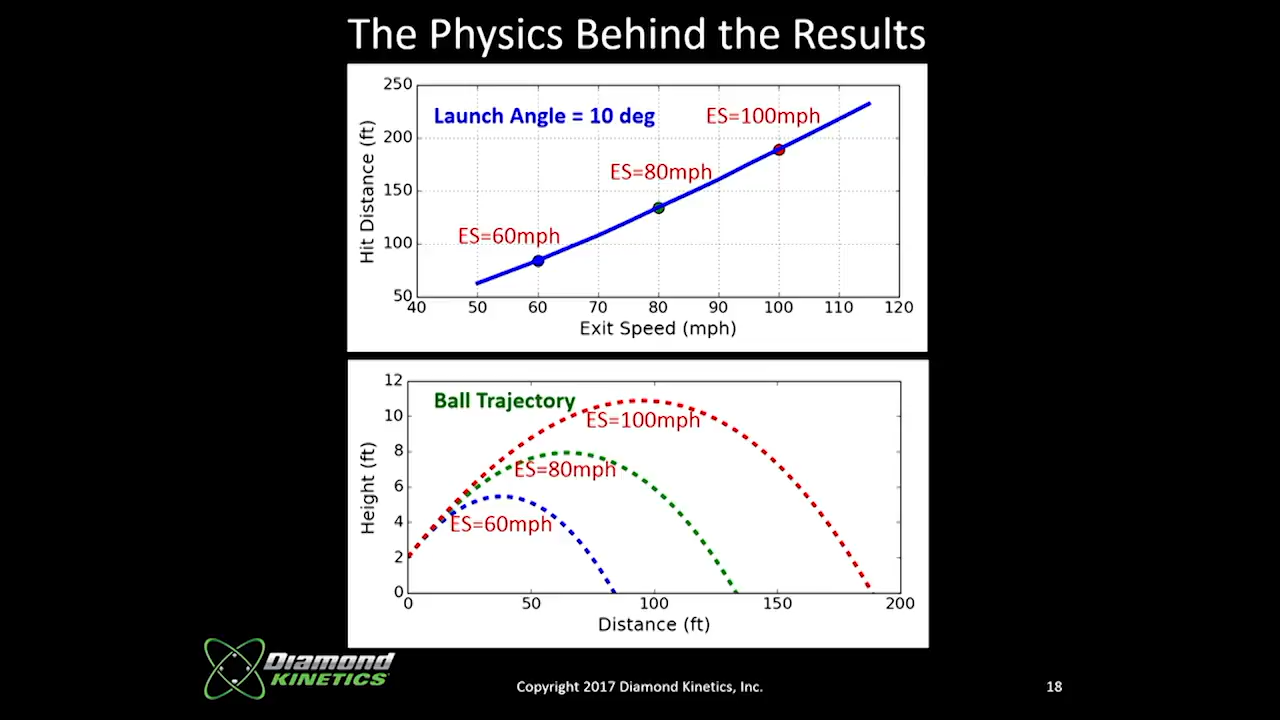 The Physics Behind the Results
250
200
150
100
50
Hit Distance (ft)
Launch Angle = 10 deg
ES=100mph
ES=80mph
ES=60mph
40 50 60 70 80 90 100 110 120
Exit Speed (mph)
12
10
8
6
4
2
0
Height (ft)
Ball Trajectory
ES=100mph
ES=80mph
ES=60mph
0 50 100 150 200
Distance (ft)
Diamond
KINETICS
Copyright 2017 Diamond Kinetics, Inc.
18